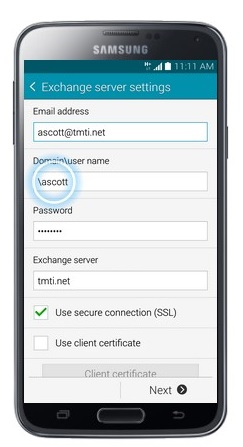 SAMSUNG
11:11 AM
Exchange server settings
Email address
ascott@tmti.net
Domain\user name
\ascott
Password
••••••••
Exchange server
tmti.net
Use secure connection (SSL)
Use client certificate
Client certificate
Next